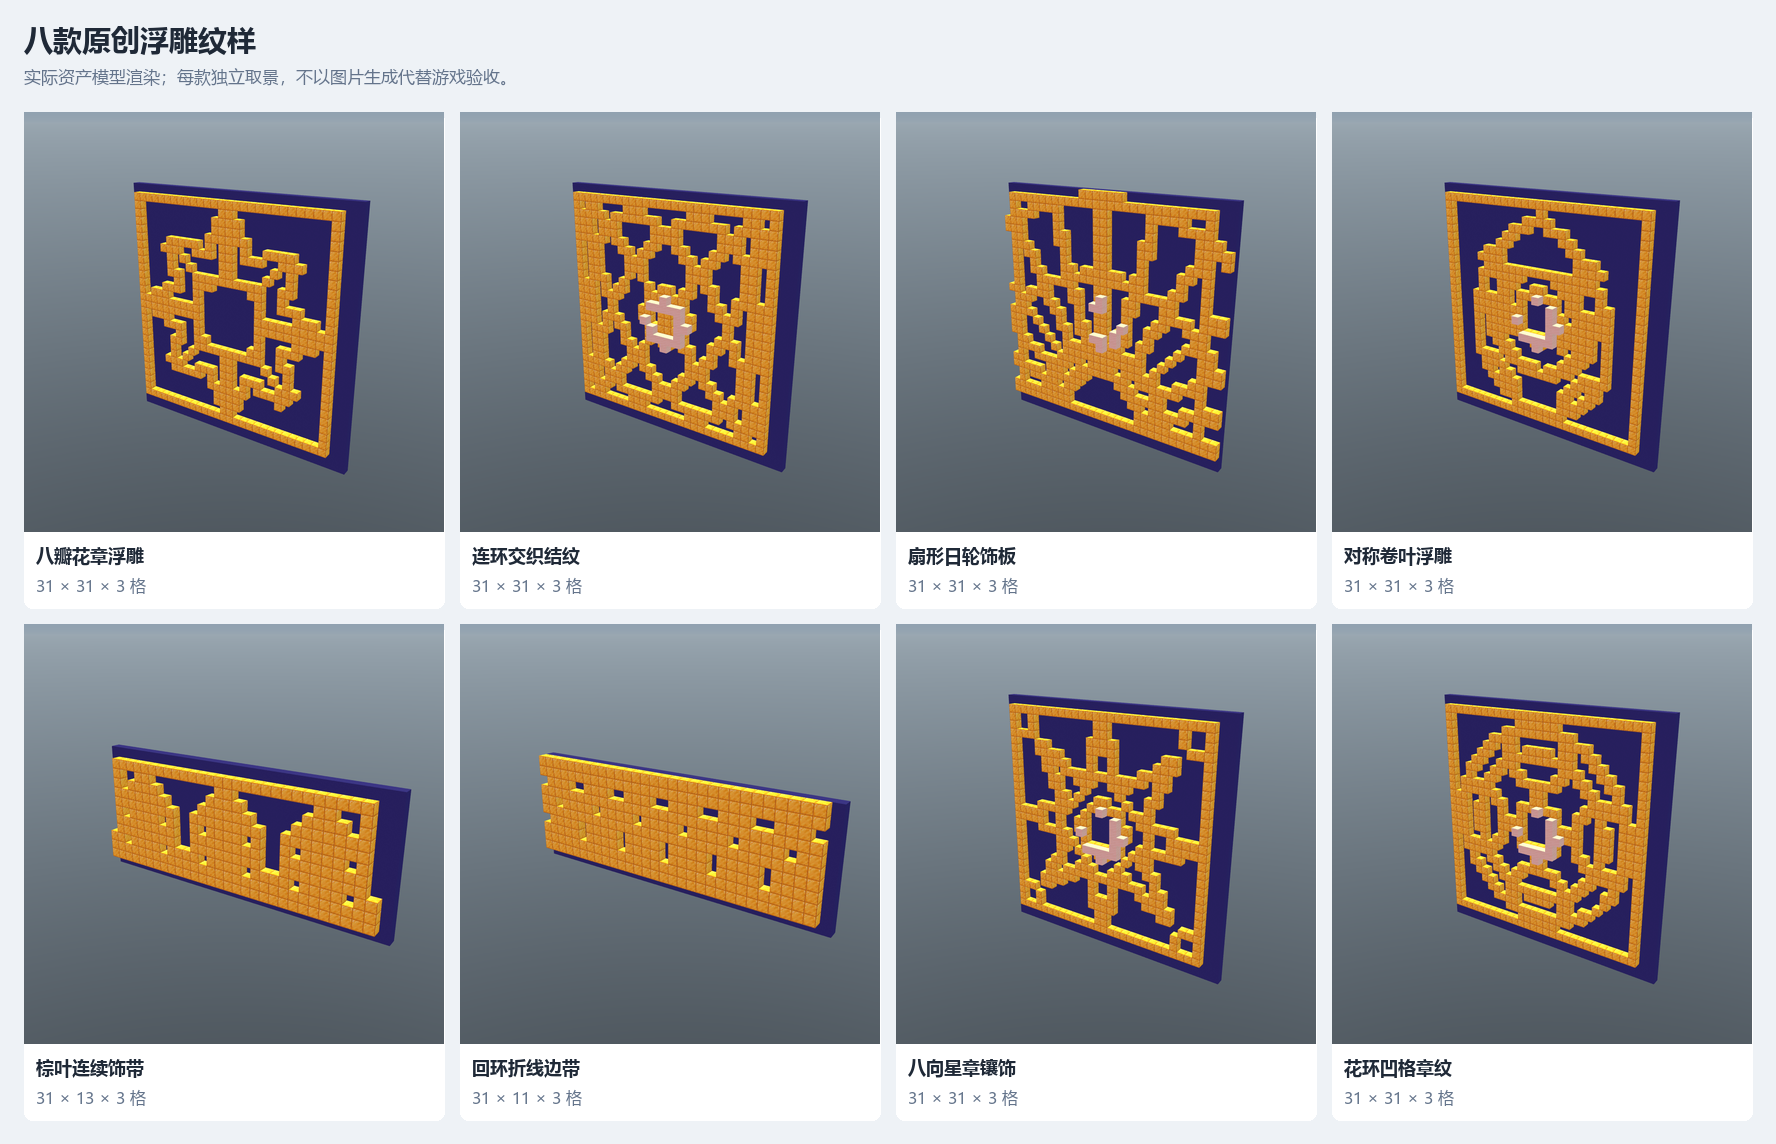 八款原创浮雕纹样
实际资产模型渲染；每款独立取景，不以图片生成代替游戏验收。
八瓣花章浮雕
31 × 31 × 3 格
连环交织结纹
31 × 31 × 3 格
扇形日轮饰板
31 × 31 × 3 格
对称卷叶浮雕
31 × 31 × 3 格
棕叶连续饰带
31 × 13 × 3 格
回环折线边带
31 × 11 × 3 格
八向星章镶饰
31 × 31 × 3 格
花环凹格章纹
31 × 31 × 3 格